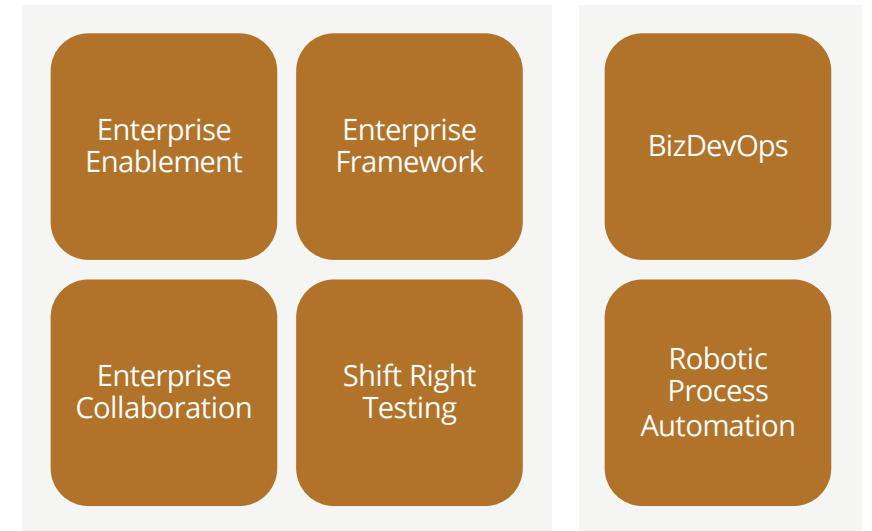 Enterprise
Enablement
Enterprise
Framework
BizDevOps
Enterprise
Collaboration
Shift Right
Testing
Robotic
Process
Automation